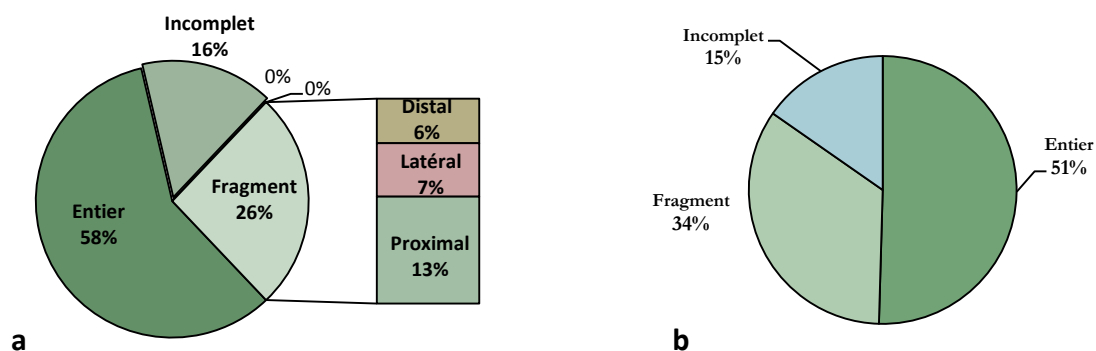 Incomplet
16%
0%
0%
Distal
6%
Latéral
7%
Fragment
26%
Entier
58%
Proximal
13%
a
Incomplet
15%
Entier
51%
Fragment
34%
b